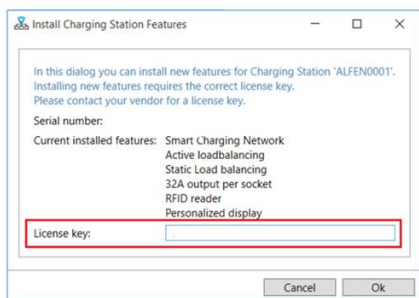 Install Charging Station Features
In this dialog you can install new features for Charging Station 'ALFEN0001'.
Installing new features requires the correct license key.
Please contact your vendor for a license key.
Serial number:
Current installed features: Smart Charging Network
Active loadbalancing
Static Load balancing
32A output per socket
RFID reader
Personalized display
License key:
Cancel Ok